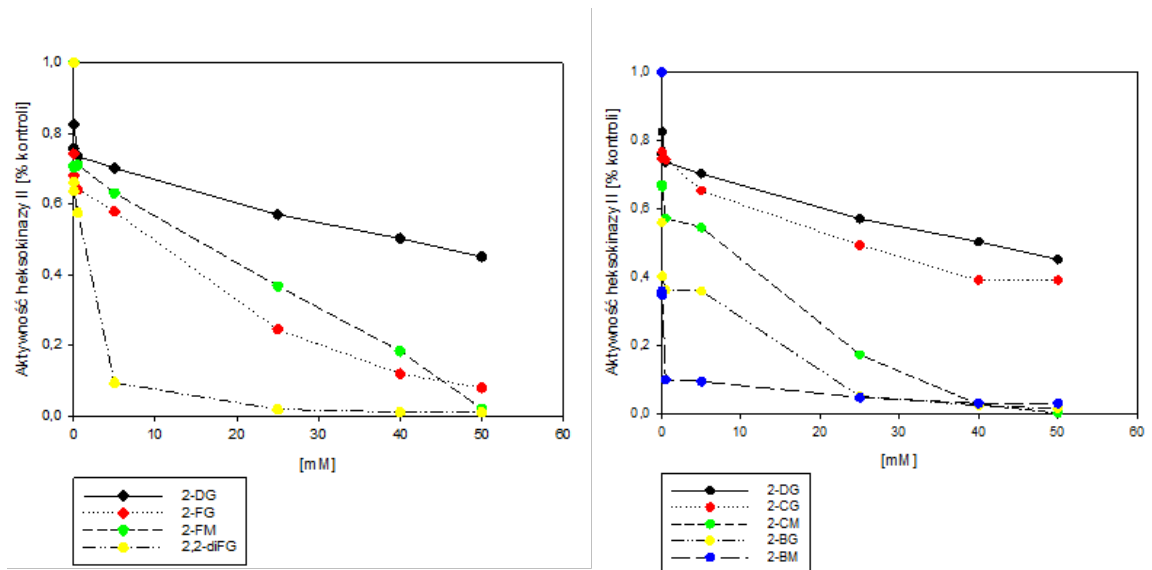 Aktywność heksokinazy II [% kontroli]
1,0
0,8
0,6
0,4
0,2
0,0
0 10 20 30 40 50 60
[mM]
2-DG
2-FG
2-FM
2,2-diFG
Aktywność heksokinazy II [% kontroli]
1,0
0,8
0,6
0,4
0,2
0,0
0 10 20 30 40 50 60
[mM]
2-DG
2-CG
2-CM
2-BG
2-BM